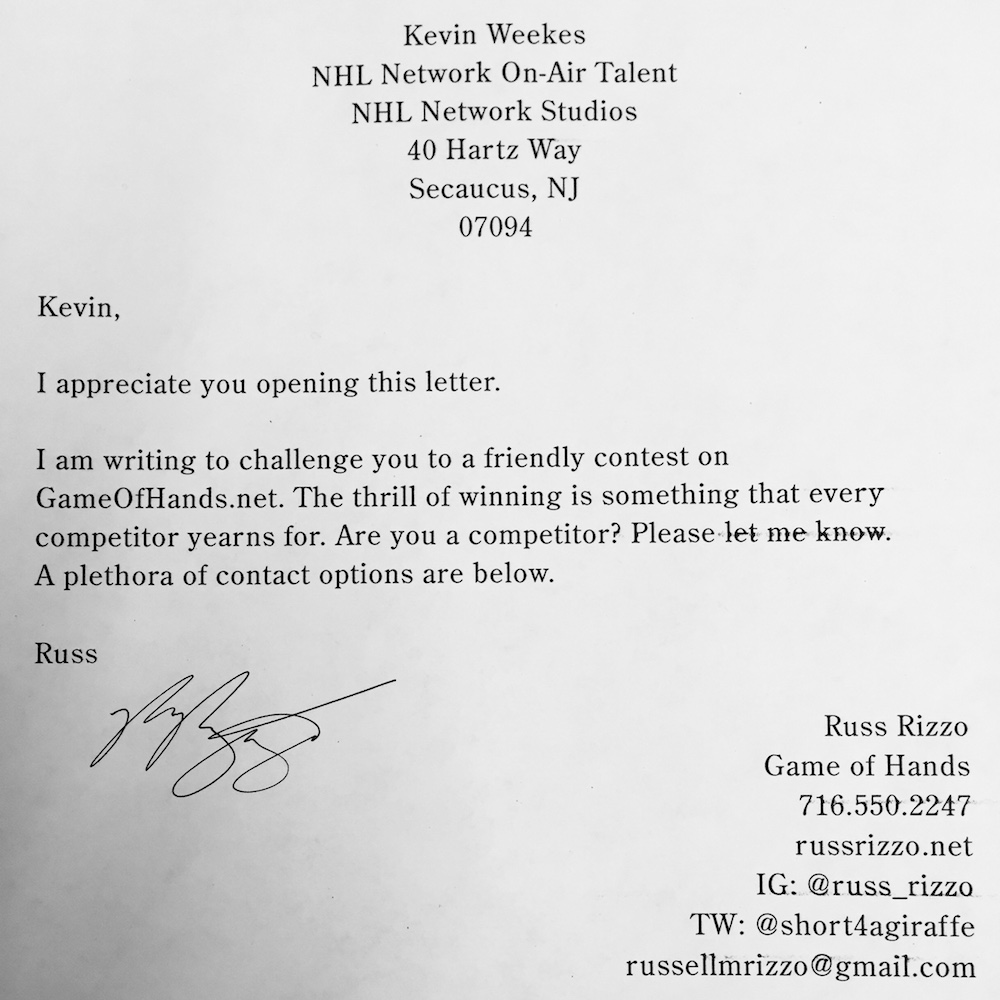 Kevin Weekes
NHL Network On-Air Talent
NHL Network Studios
40 Hartz Way
Secaucus, NJ
07094
Kevin,
I appreciate you opening this letter.
I am writing to challenge you to a friendly contest on
GameOfHands.net. The thrill of winning is something that every
competitor yearns for. Are you a competitor? Please let me know.
A plethora of contact options are below.
Russ
Russ Rizzo
Game of Hands
716.550.2247
russrizzo.net
IG: @russ_rizzo
TW: @short4agiraffe
russellmrizzo@gmail.com